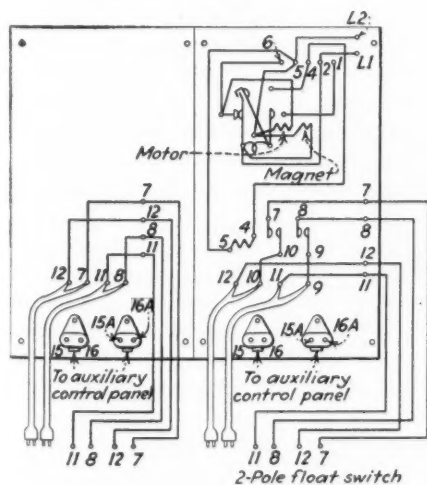 L2
6 5 4 2 1 L1
Motor
Magnet
7 7
12 4 7 8 8
8 5
11 10 9 12
12 7 11 8 12 10 11 9 11
15A 16A 15A 16A
15 16 15 16
To auxiliary To auxiliary
control panel control panel
11 8 12 7 11 8 12 7
2-Pole float switch